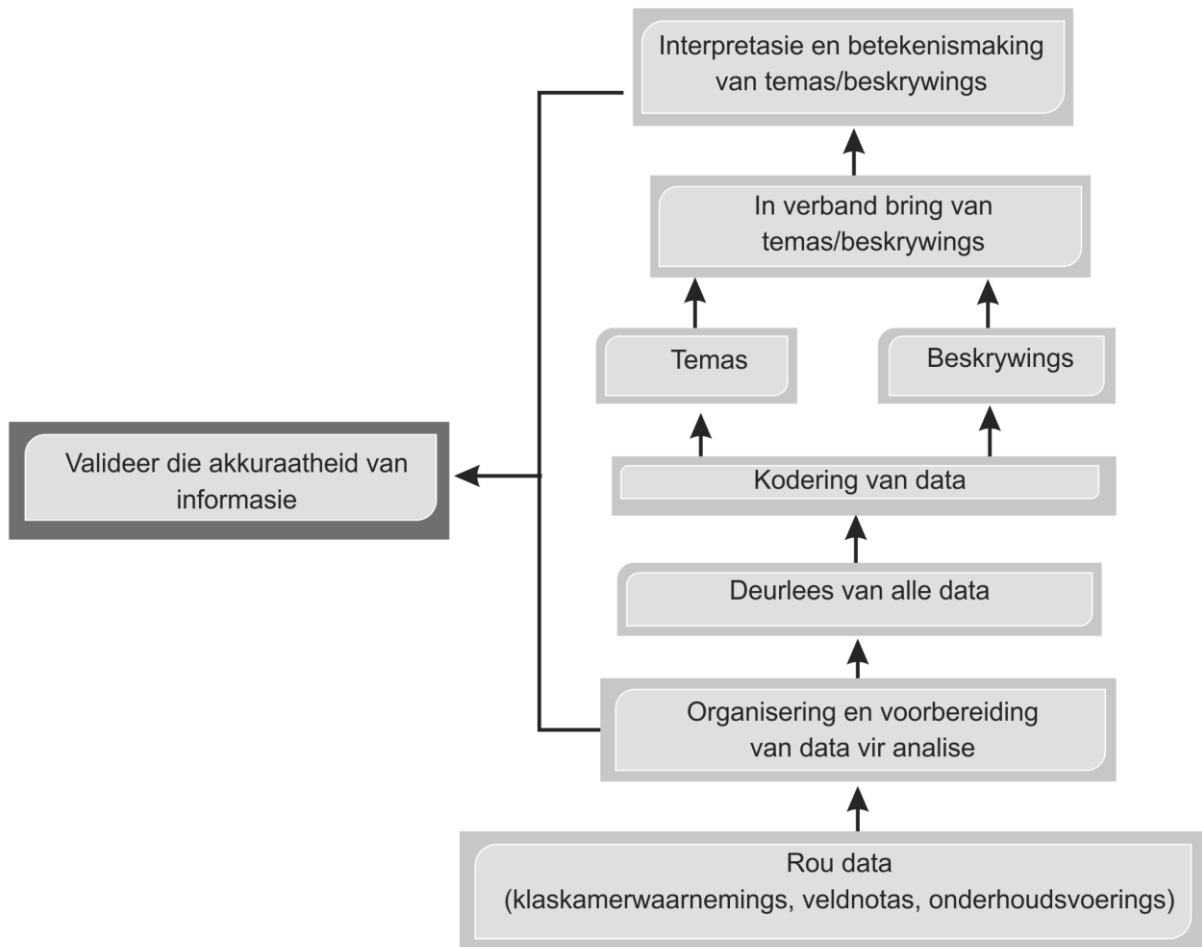 Interpretasie en betekenismaking
van temas/beskrywings
In verband bring van
temas/beskrywings
Temas
Beskrywings
Valideer die akkuraatheid van
informasie
Kodering van data
Deurlees van alle data
Organisering en voorbereiding
van data vir analise
Rou data
(klaskamerwaarnemings, veldnotas, onderhoudsvoerings)